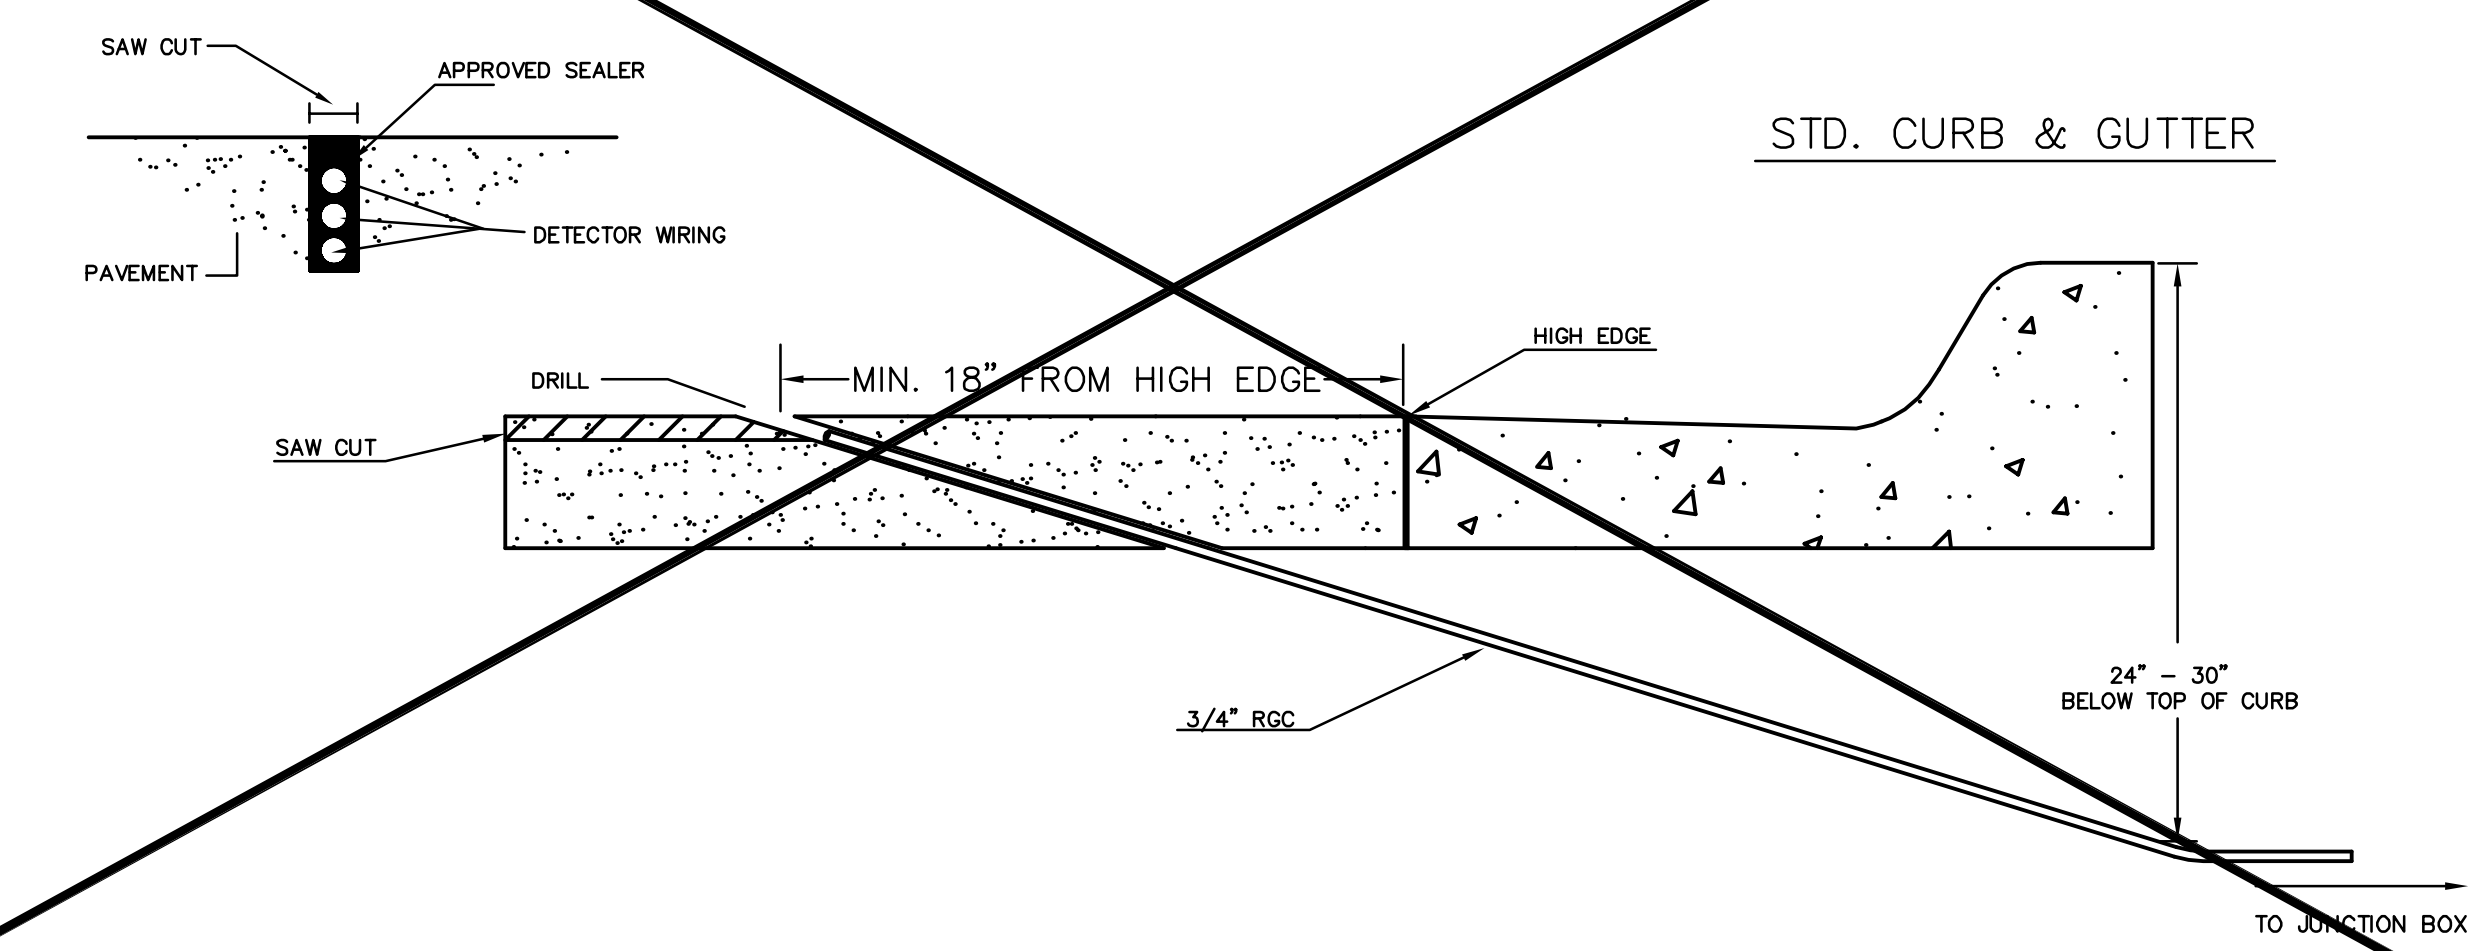 SAW CUT
APPROVED SEALER
DETECTOR WIRING
PAVEMENT
STD. CURB & GUTTER
HIGH EDGE
DRILL
MIN. 18" FROM HIGH EDGE
SAW CUT
24" - 30"
BELOW TOP OF CURB
3/4" RGC
TO JUNCTION BOX